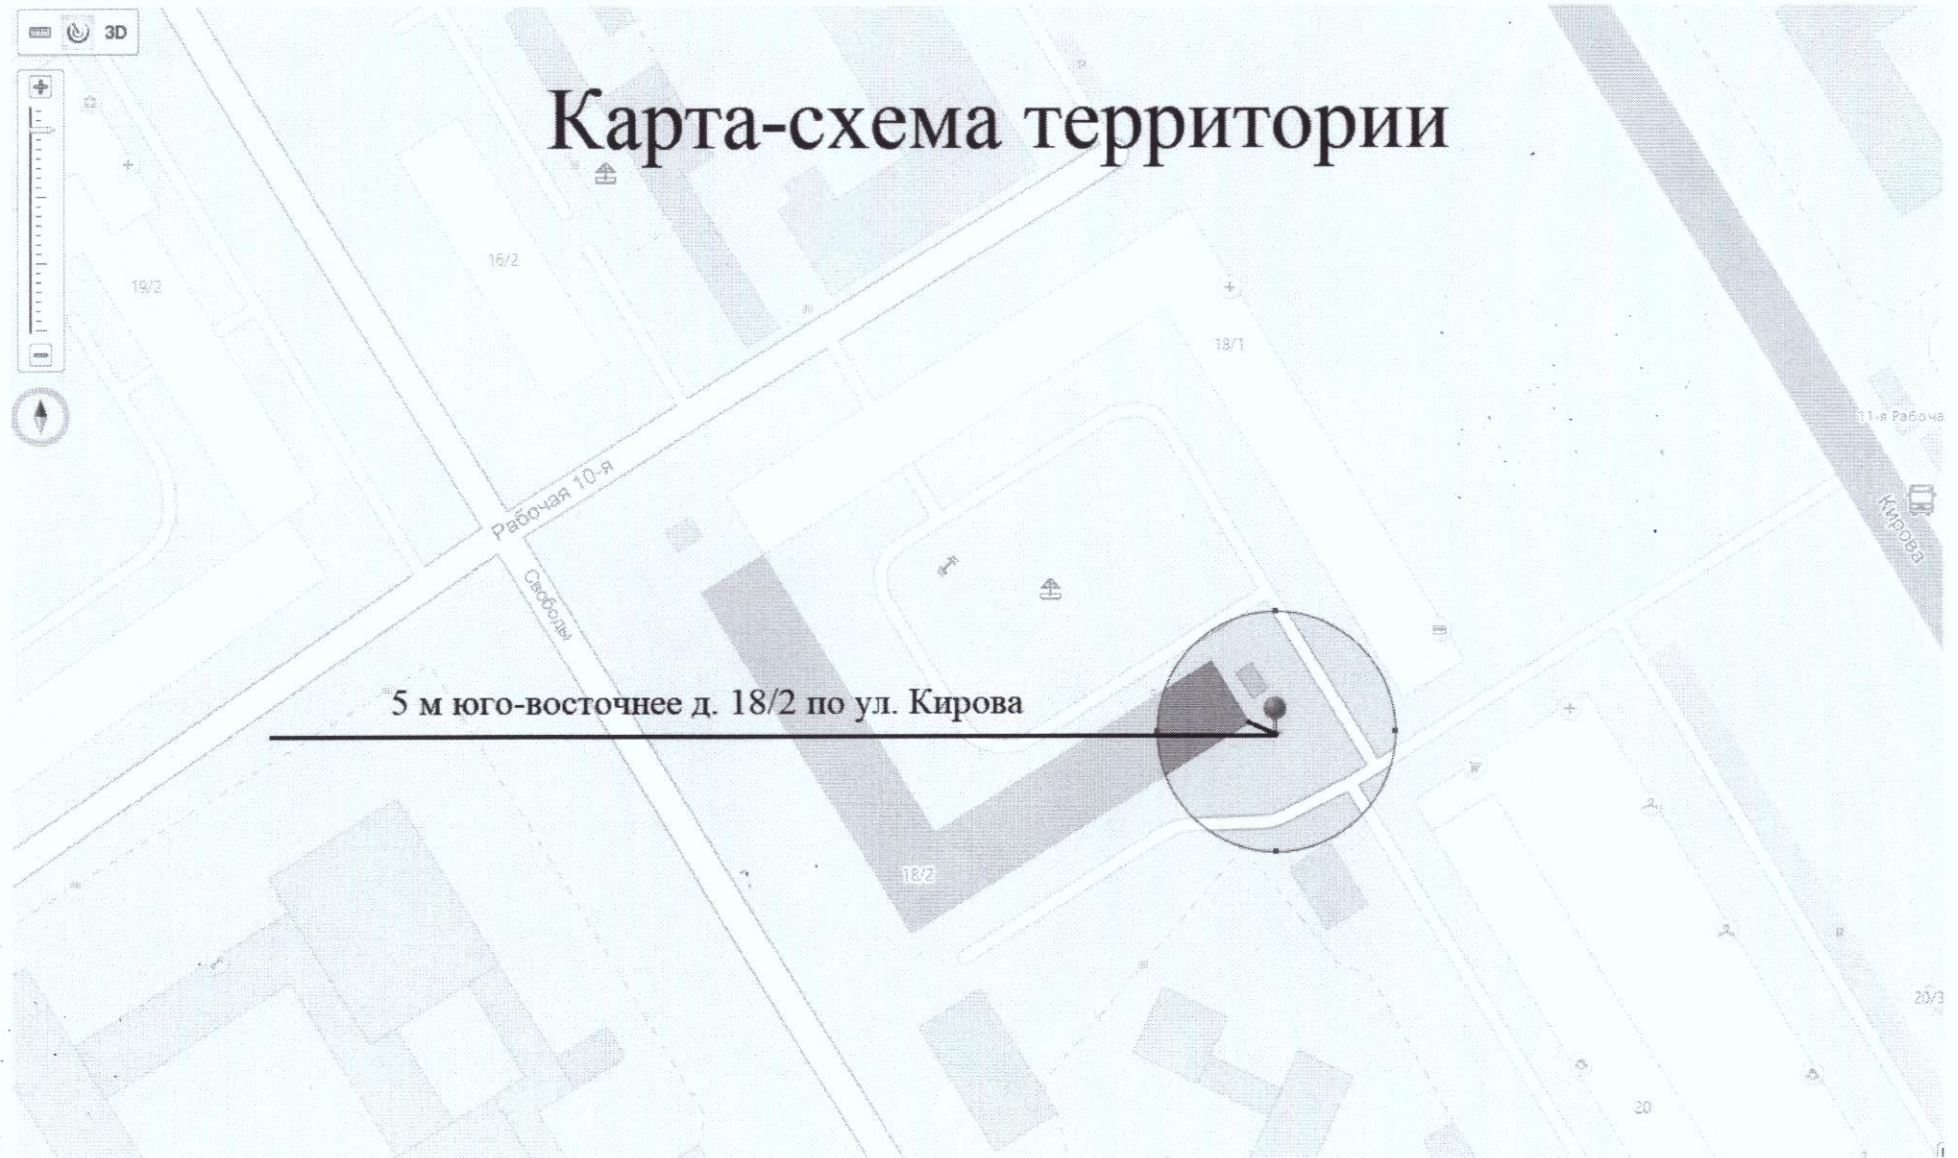 3D
Карта-схема территории
16/2
19/2
18/1
11-я Рабоча
Рабочая 10-я
Кирова
Свободы
5 м юго-восточнее д. 18/2 по ул. Кирова
18/2
20/3
20